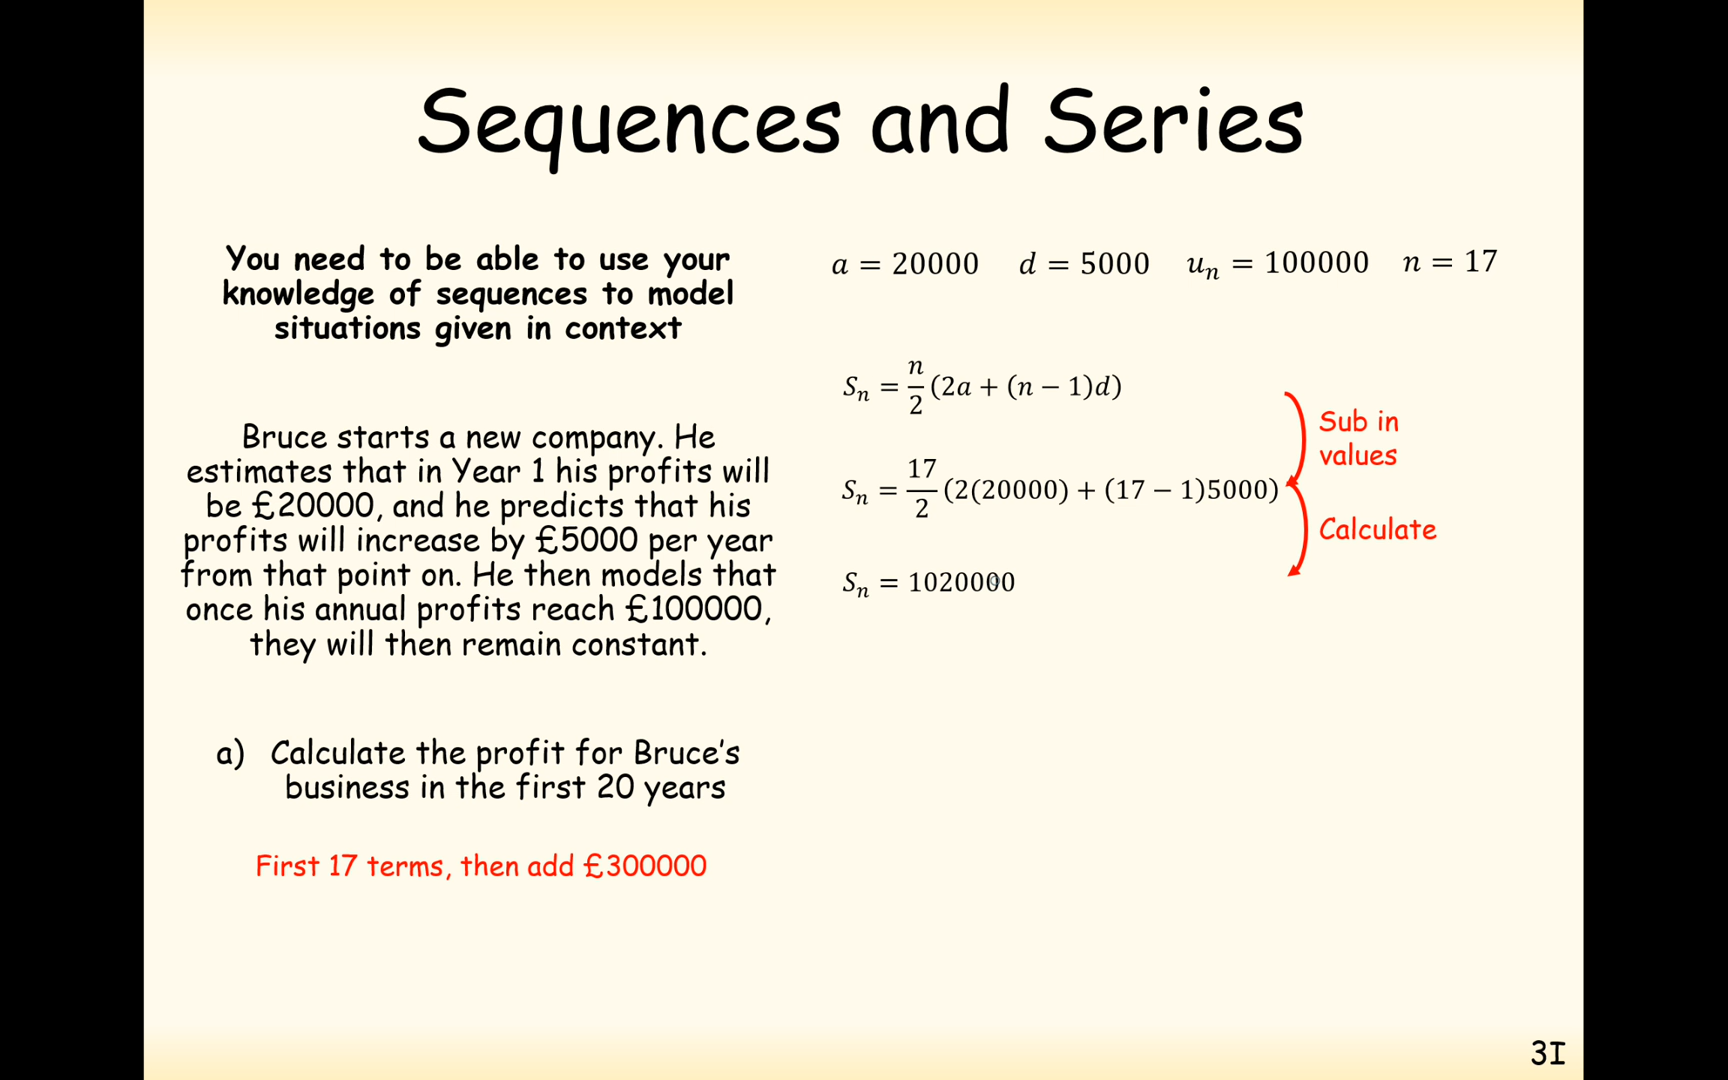 Sequences and Series
You need to be able to use your
knowledge of sequences to model
situations given in context
Bruce starts a new company. He
estimates that in Year 1 his profits will
be £20000, and he predicts that his
profits will increase by £5000 per year
from that point on. He then models that
once his annual profits reach £100000,
they will then remain constant.
a) Calculate the profit for Bruce's
business in the first 20 years
First 17 terms, then add £300000
a = 20000 d = 5000 uₙ = 100000 n = 17
Sₙ = n/2 (2a + (n − 1)d)
Sub in
values
Sₙ = 17/2 (2(20000) + (17 − 1)5000)
Calculate
Sₙ = 1020000
3I